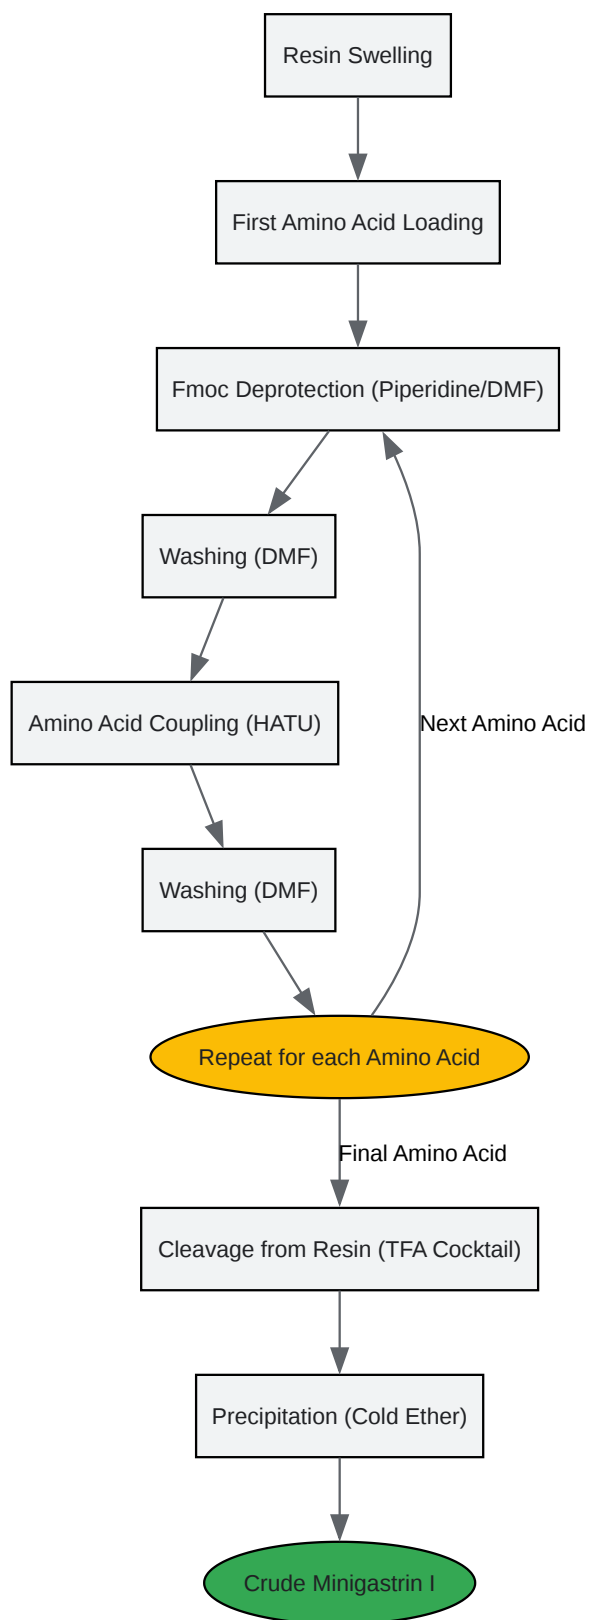 Resin Swelling
First Amino Acid Loading
Fmoc Deprotection (Piperidine/DMF)
Washing (DMF)
Amino Acid Coupling (HATU)
Next Amino Acid
Washing (DMF)
Repeat for each Amino Acid
Final Amino Acid
Cleavage from Resin (TFA Cocktail)
Precipitation (Cold Ether)
Crude Minigastrin I